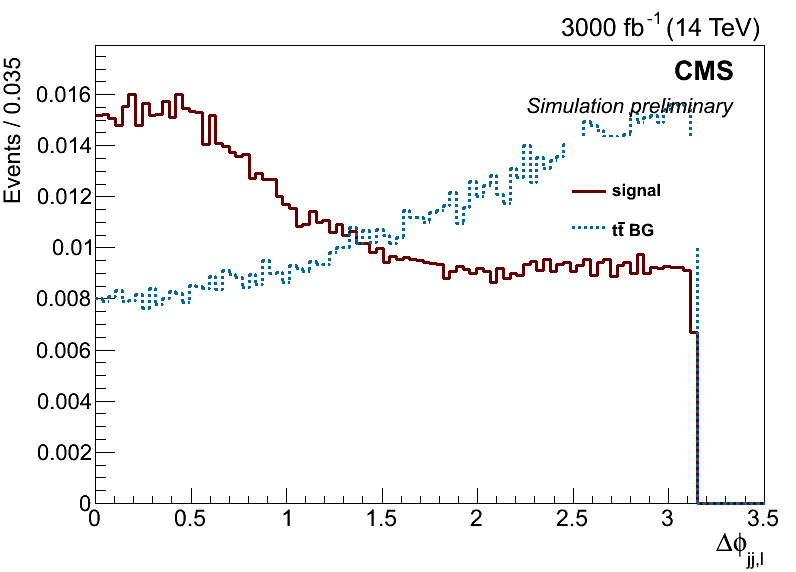 3000 fb⁻¹ (14 TeV)
CMS
Simulation preliminary
Events / 0.035
0.016
0.014
0.012
0.01
0.008
0.006
0.004
0.002
0
signal
tt̅ BG
0 0.5 1 1.5 2 2.5 3 3.5
Δϕjj,l